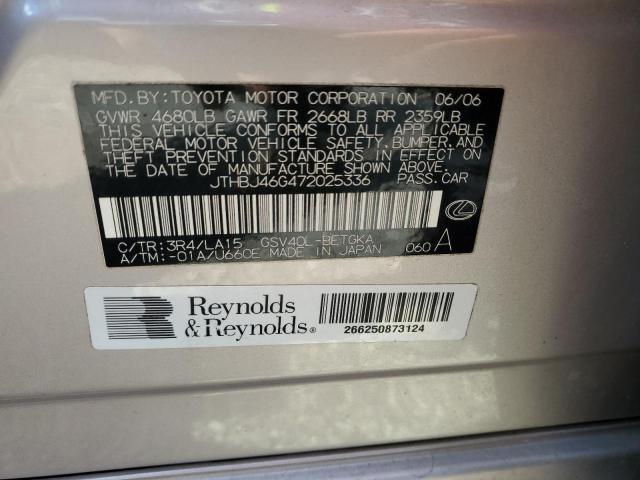 MFD. BY: TOYOTA MOTOR CORPORATION 06/06
GVWR 4680LB GAWR FR 2668LB RR 2359LB
THIS VEHICLE CONFORMS TO ALL APPLICABLE
FEDERAL MOTOR VEHICLE SAFETY, BUMPER, AND
THEFT PREVENTION STANDARDS IN EFFECT ON
THE DATE OF MANUFACTURE SHOWN ABOVE.
JTHBJ46G472025336 PASS. CAR
C/TR: 3R4/LA15 GSV40L-BETGKA
A/TM: -01A/U660E MADE IN JAPAN 060 A
Reynolds
& Reynolds®
266250873124